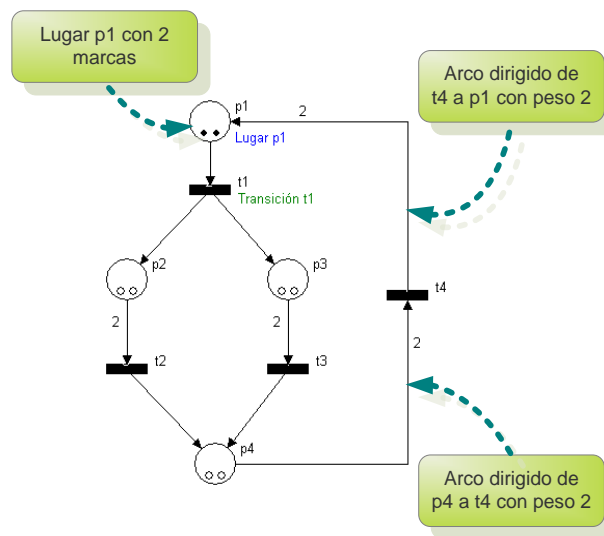 Lugar p1 con 2
marcas
Arco dirigido de
t4 a p1 con peso 2
p1
2
Lugar p1
t1
Transición t1
p2
p3
t4
2
2
2
t2
t3
p4
Arco dirigido de
p4 a t4 con peso 2